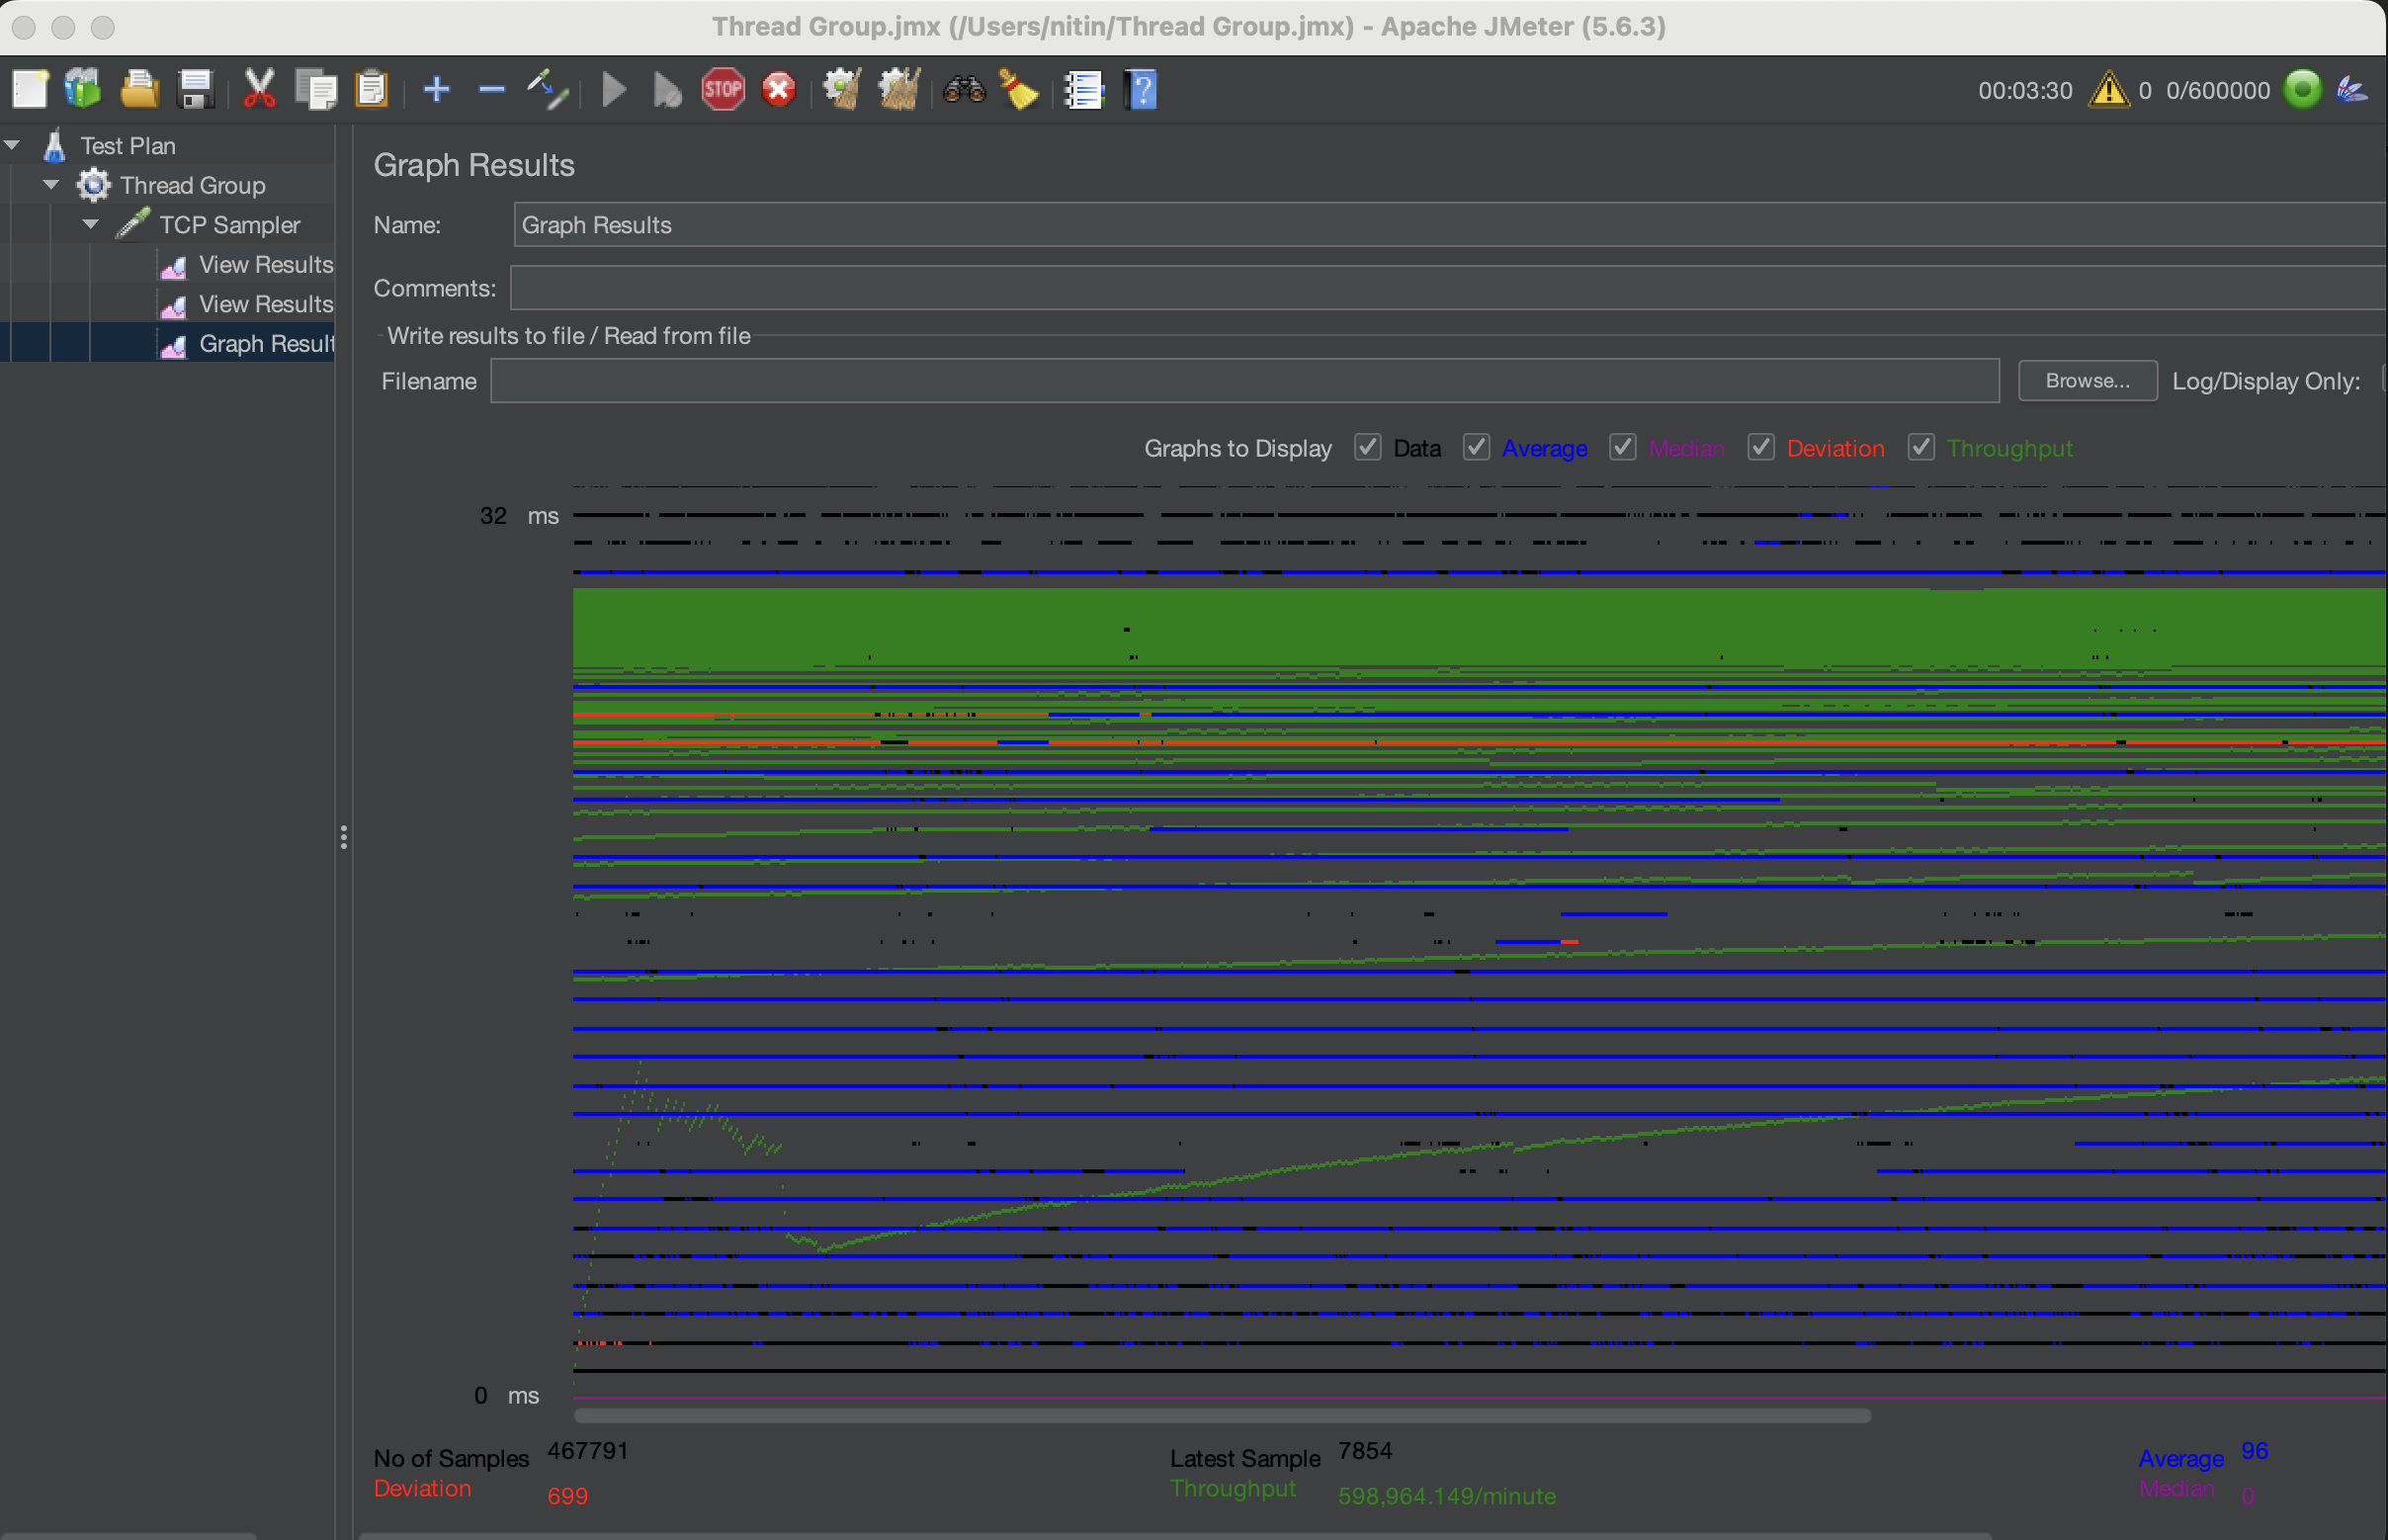 Thread Group.jmx (/Users/nitin/Thread Group.jmx) - Apache JMeter (5.6.3)
STOP
00:03:30 0 0/600000
Test Plan
Thread Group
TCP Sampler
View Results
View Results
Graph Result
Graph Results
Name: Graph Results
Comments:
Write results to file / Read from file
Filename Browse... Log/Display Only:
Graphs to Display Data Average Median Deviation Throughput
32 ms
0 ms
No of Samples 467791 Latest Sample 7854 Average 96
Deviation 699 Throughput 598,964.149/minute Median 0